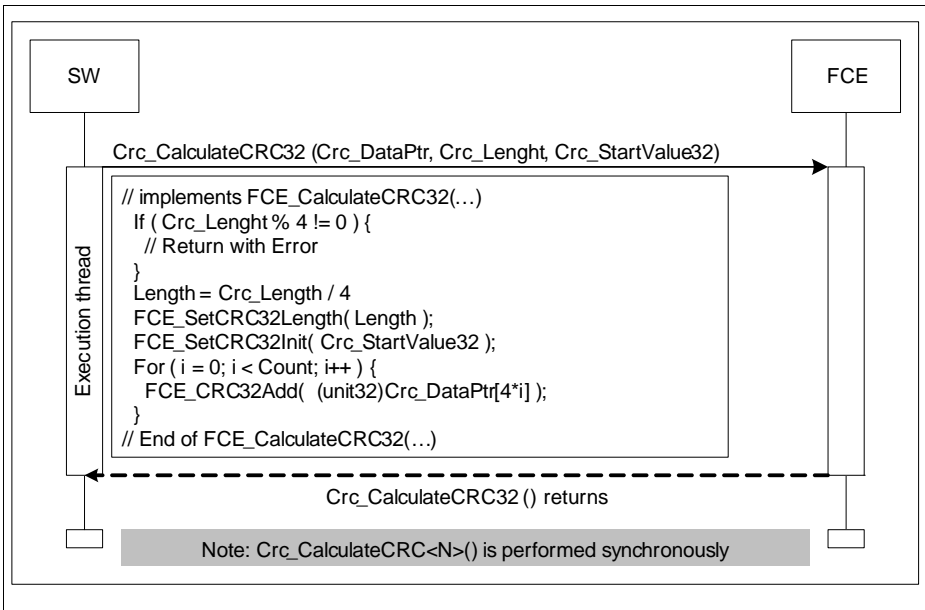 SW
FCE
Crc_CalculateCRC32 (Crc_DataPtr, Crc_Lenght, Crc_StartValue32)
Execution thread
// implements FCE_CalculateCRC32(…)
If ( Crc_Lenght % 4 != 0 ) {
// Return with Error
}
Length = Crc_Length / 4
FCE_SetCRC32Length( Length );
FCE_SetCRC32Init( Crc_StartValue32 );
For ( i = 0; i < Count; i++ ) {
FCE_CRC32Add( (unit32)Crc_DataPtr[4*i] );
}
// End of FCE_CalculateCRC32(…)
Crc_CalculateCRC32 () returns
Note: Crc_CalculateCRC<N>() is performed synchronously